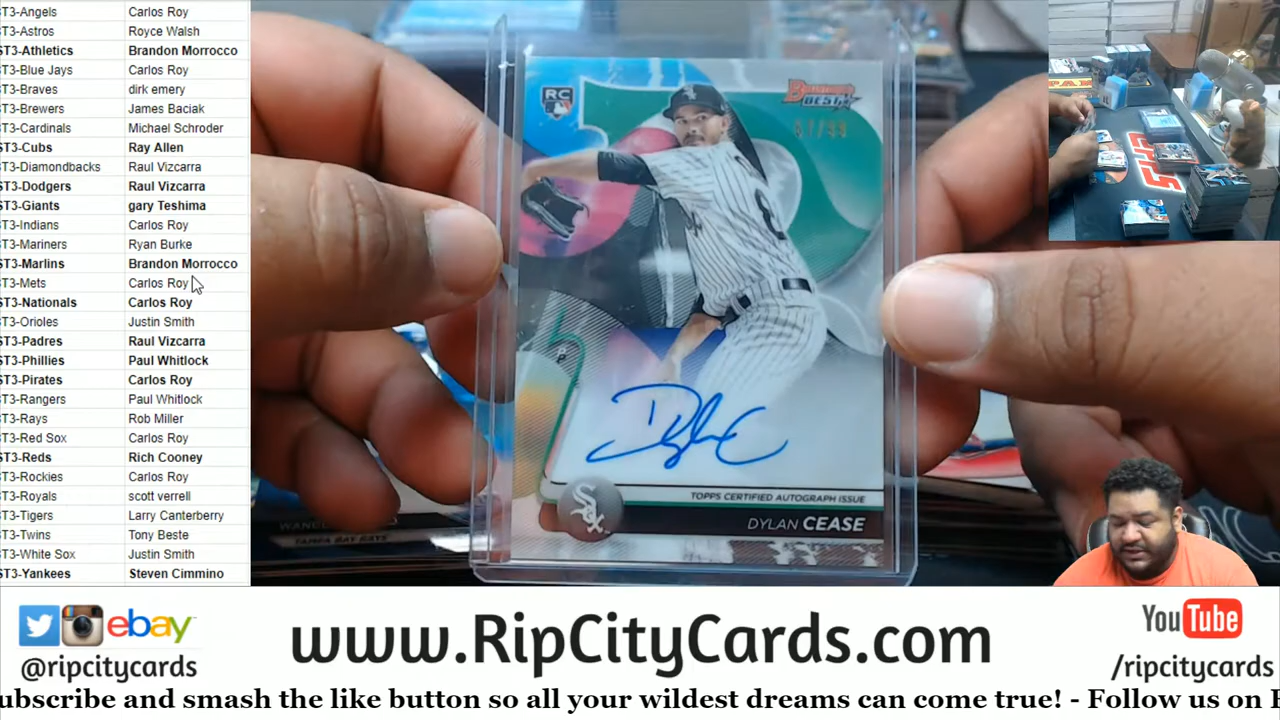 ST3-Angels Carlos Roy
ST3-Astros Royce Walsh
ST3-Athletics Brandon Morrocco
ST3-Blue Jays Carlos Roy
ST3-Braves dirk emery
ST3-Brewers James Baciak
ST3-Cardinals Michael Schroder
ST3-Cubs Ray Allen
ST3-Diamondbacks Raul Vizcarra
ST3-Dodgers Raul Vizcarra
ST3-Giants gary Teshima
ST3-Indians Carlos Roy
ST3-Mariners Ryan Burke
ST3-Marlins Brandon Morrocco
ST3-Mets Carlos Roy
ST3-Nationals Carlos Roy
ST3-Orioles Justin Smith
ST3-Padres Raul Vizcarra
ST3-Phillies Paul Whitlock
ST3-Pirates Carlos Roy
ST3-Rangers Paul Whitlock
ST3-Rays Rob Miller
ST3-Red Sox Carlos Roy
ST3-Reds Rich Cooney
ST3-Rockies Carlos Roy
ST3-Royals scott verrell
ST3-Tigers Larry Canterberry
ST3-Twins Tony Beste
ST3-White Sox Justin Smith
ST3-Yankees Steven Cimmino
RC
BOWMAN'S
BEST
TOPPS CERTIFIED AUTOGRAPH ISSUE
Sox
DYLAN CEASE
TAMPA BAY RAYS
ebay
@ripcitycards
www.RipCityCards.com
YouTube
/ripcitycards
ubscribe and smash the like button so all your wildest dreams can come true! - Follow us on